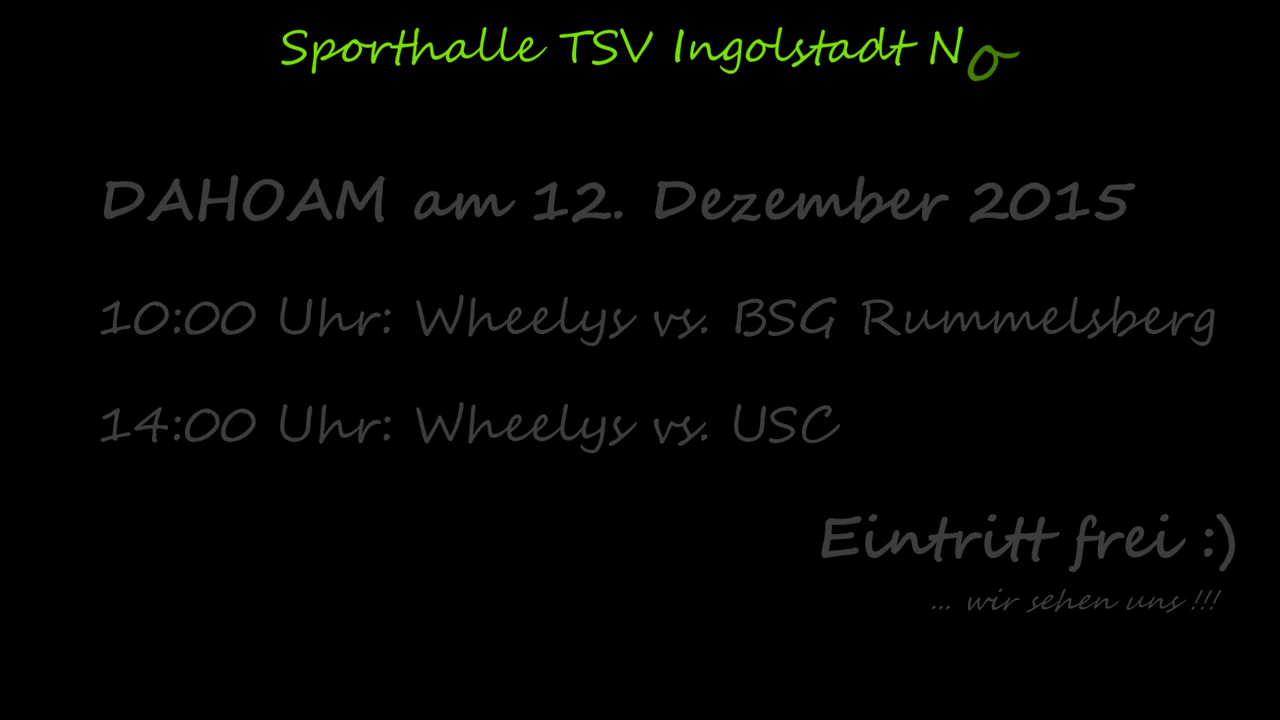 Sporthalle TSV Ingolstadt No
DAHOAM am 12. Dezember 2015
10:00 Uhr: Wheelys vs. BSG Rummelsberg
14:00 Uhr: Wheelys vs. USC
Eintritt frei :)
... wir sehen uns !!!